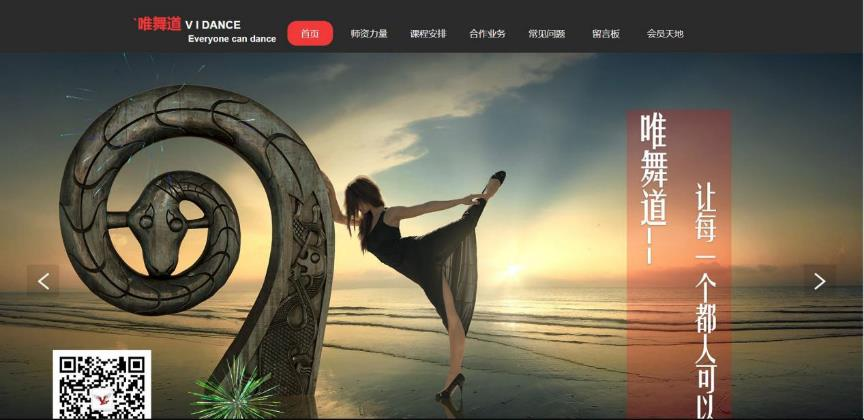 `唯舞道 V I DANCE
Everyone can dance
首页 师资力量 课程安排 合作业务 常见问题 留言板 会员天地
唯舞道——
让每一个都人可以